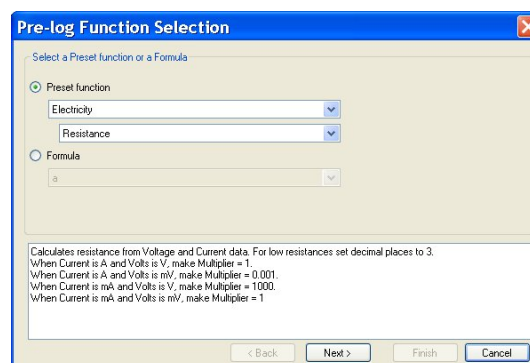 Pre-log Function Selection
Select a Preset function or a Formula
Preset function
Electricity
Resistance
Formula
a
Calculates resistance from Voltage and Current data. For low resistances set decimal places to 3.
When Current is A and Volts is V, make Multiplier = 1.
When Current is A and Volts is mV, make Multiplier = 0.001.
When Current is mA and Volts is V, make Multiplier = 1000.
When Current is mA and Volts is mV, make Multiplier = 1
< Back Next > Finish Cancel